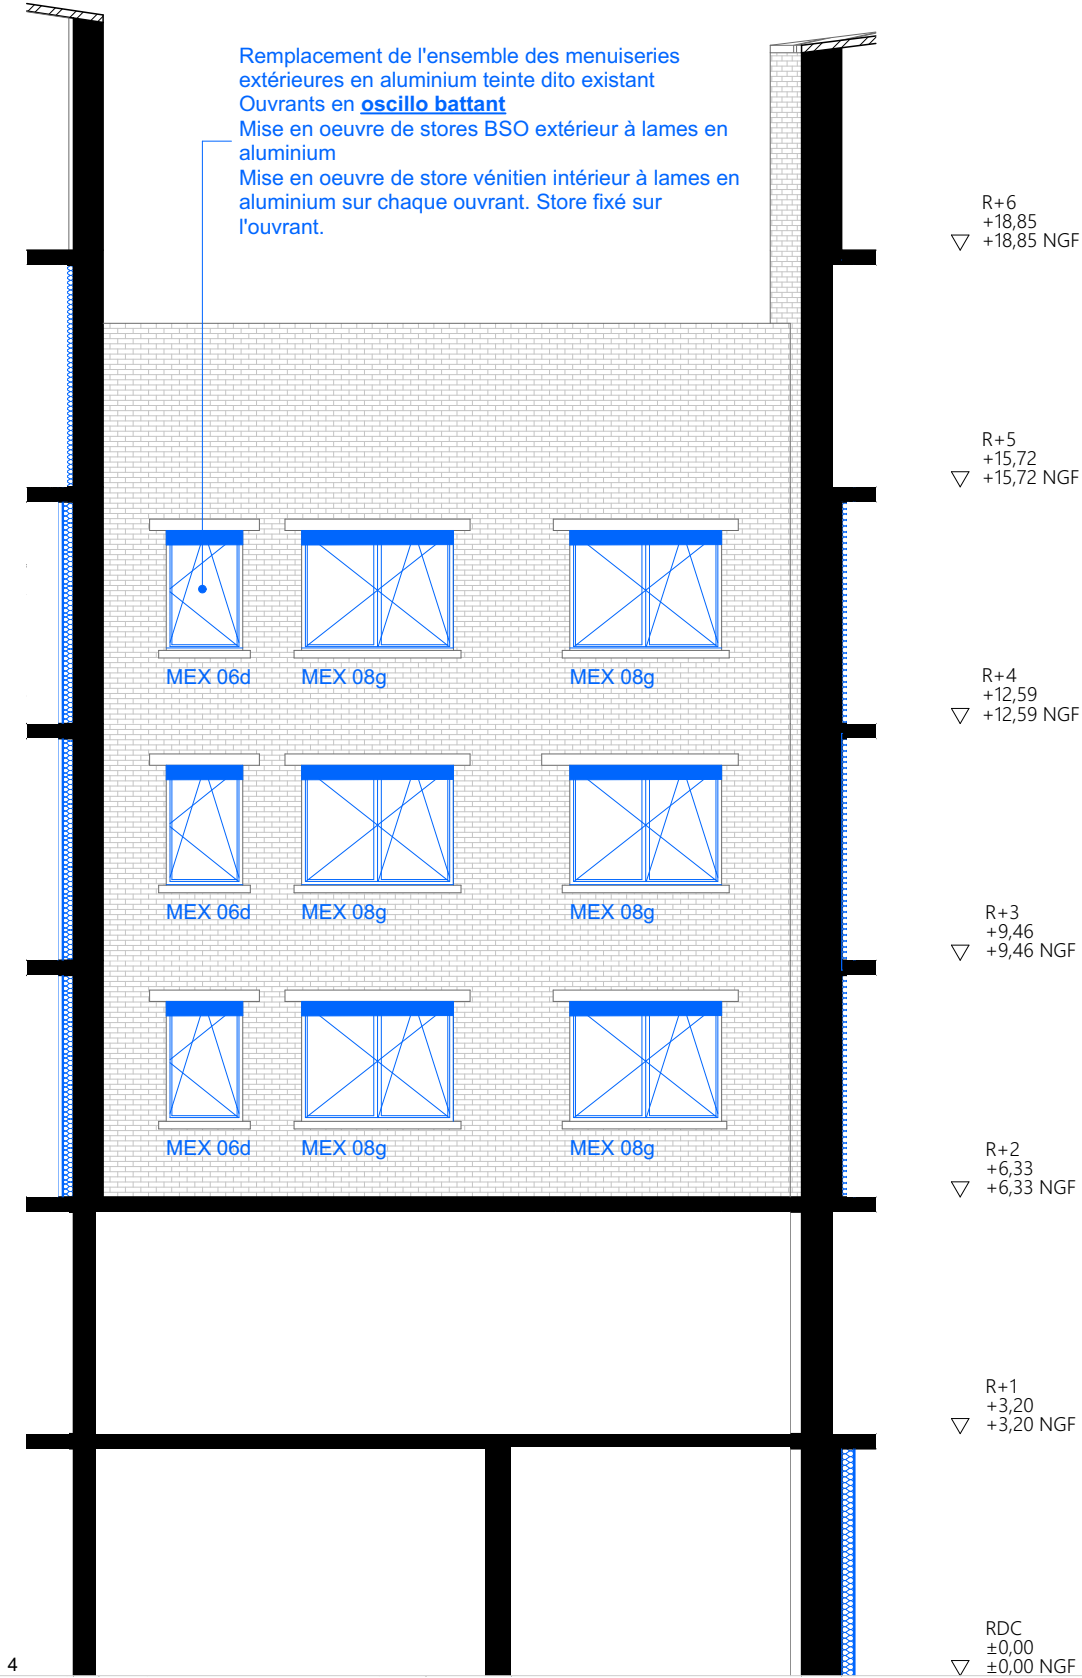 Remplacement de l'ensemble des menuiseries
extérieures en aluminium teinte dito existant
Ouvrants en oscillo battant
Mise en oeuvre de stores BSO extérieur à lames en
aluminium
Mise en oeuvre de store vénitien intérieur à lames en
aluminium sur chaque ouvrant. Store fixé sur
l'ouvrant.
R+6
+18,85
+18,85 NGF
R+5
+15,72
+15,72 NGF
MEX 06d MEX 08g MEX 08g
R+4
+12,59
+12,59 NGF
MEX 06d MEX 08g MEX 08g
R+3
+9,46
+9,46 NGF
MEX 06d MEX 08g MEX 08g
R+2
+6,33
+6,33 NGF
R+1
+3,20
+3,20 NGF
RDC
±0,00
±0,00 NGF
4